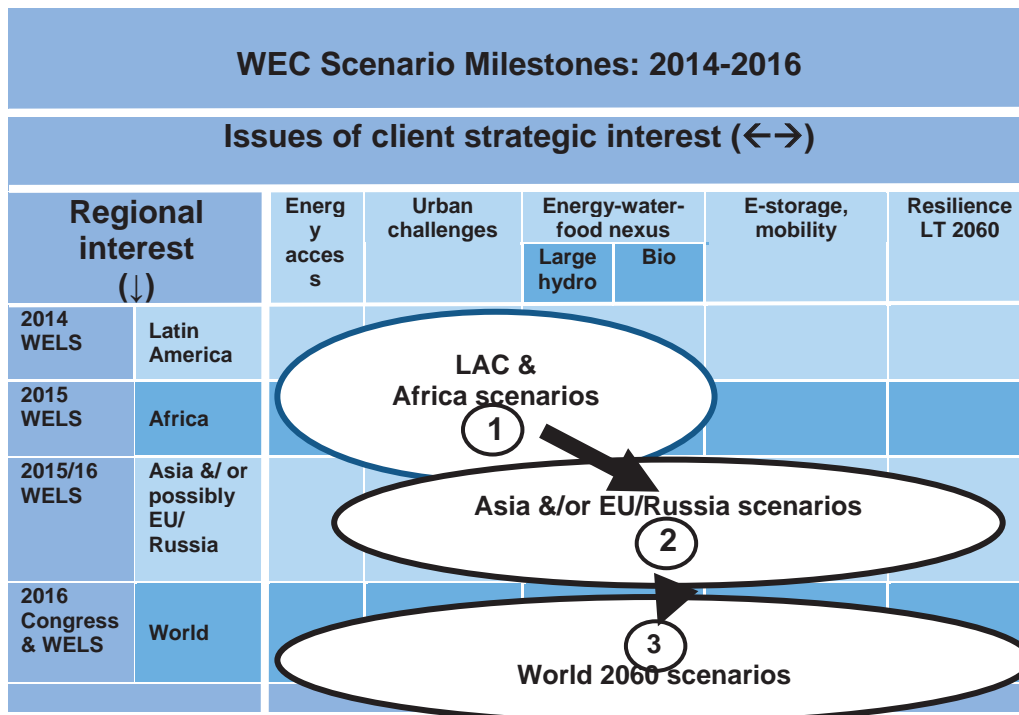 WEC Scenario Milestones: 2014-2016
Issues of client strategic interest (←→)
Regional
interest
(↓)
Energ
y
acces
s
Urban
challenges
Energy-water-
food nexus
Large
hydro
Bio
E-storage,
mobility
Resilience
LT 2060
2014
WELS
Latin
America
2015
WELS
Africa
2015/16
WELS
Asia &/ or
possibly
EU/
Russia
2016
Congress
& WELS
World
LAC &
Africa scenarios
1
Asia &/or EU/Russia scenarios
2
3
World 2060 scenarios